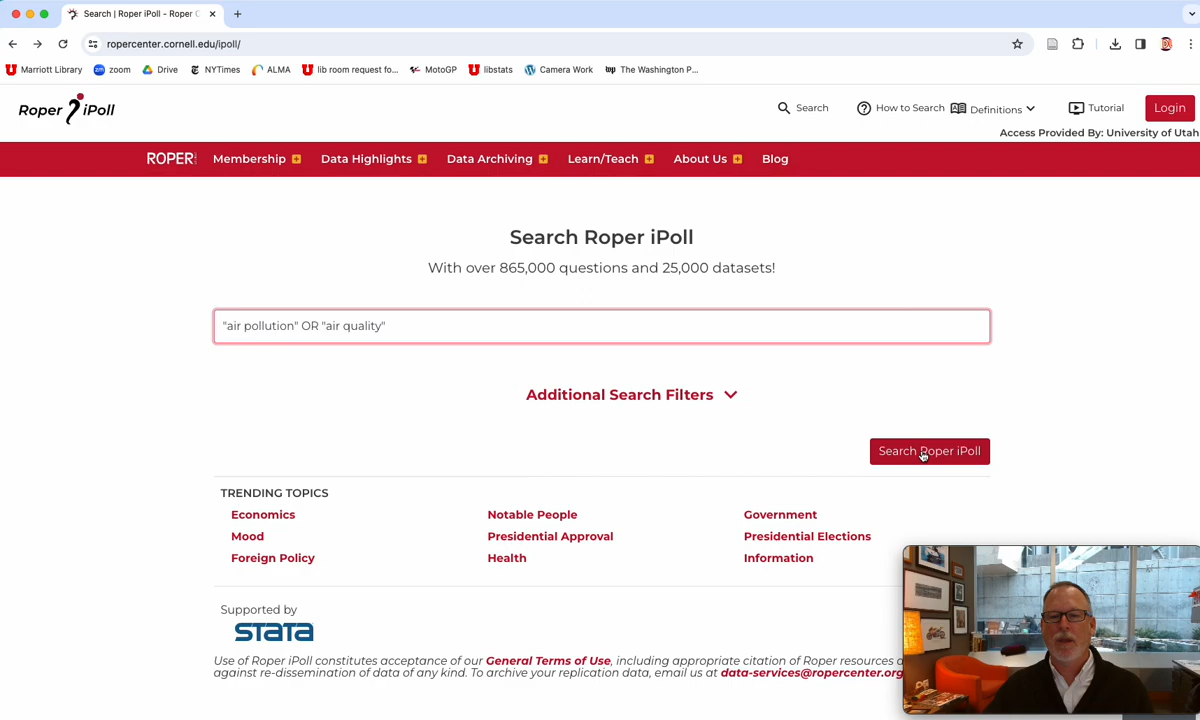 Search | Roper iPoll - Roper C
ropercenter.cornell.edu/ipoll/
Marriott Library zoom Drive NYTimes ALMA lib room request fo... MotoGP libstats Camera Work The Washington P...
Roper iPoll
Search How to Search Definitions Tutorial Login
Access Provided By: University of Utah
ROPER Membership Data Highlights Data Archiving Learn/Teach About Us Blog
Search Roper iPoll
With over 865,000 questions and 25,000 datasets!
"air pollution" OR "air quality"
Additional Search Filters
Search Roper iPoll
TRENDING TOPICS
Economics Notable People Government
Mood Presidential Approval Presidential Elections
Foreign Policy Health Information
Supported by
STATA
Use of Roper iPoll constitutes acceptance of our General Terms of Use, including appropriate citation of Roper resources
against re-dissemination of data of any kind. To archive your replication data, email us at data-services@ropercenter.org